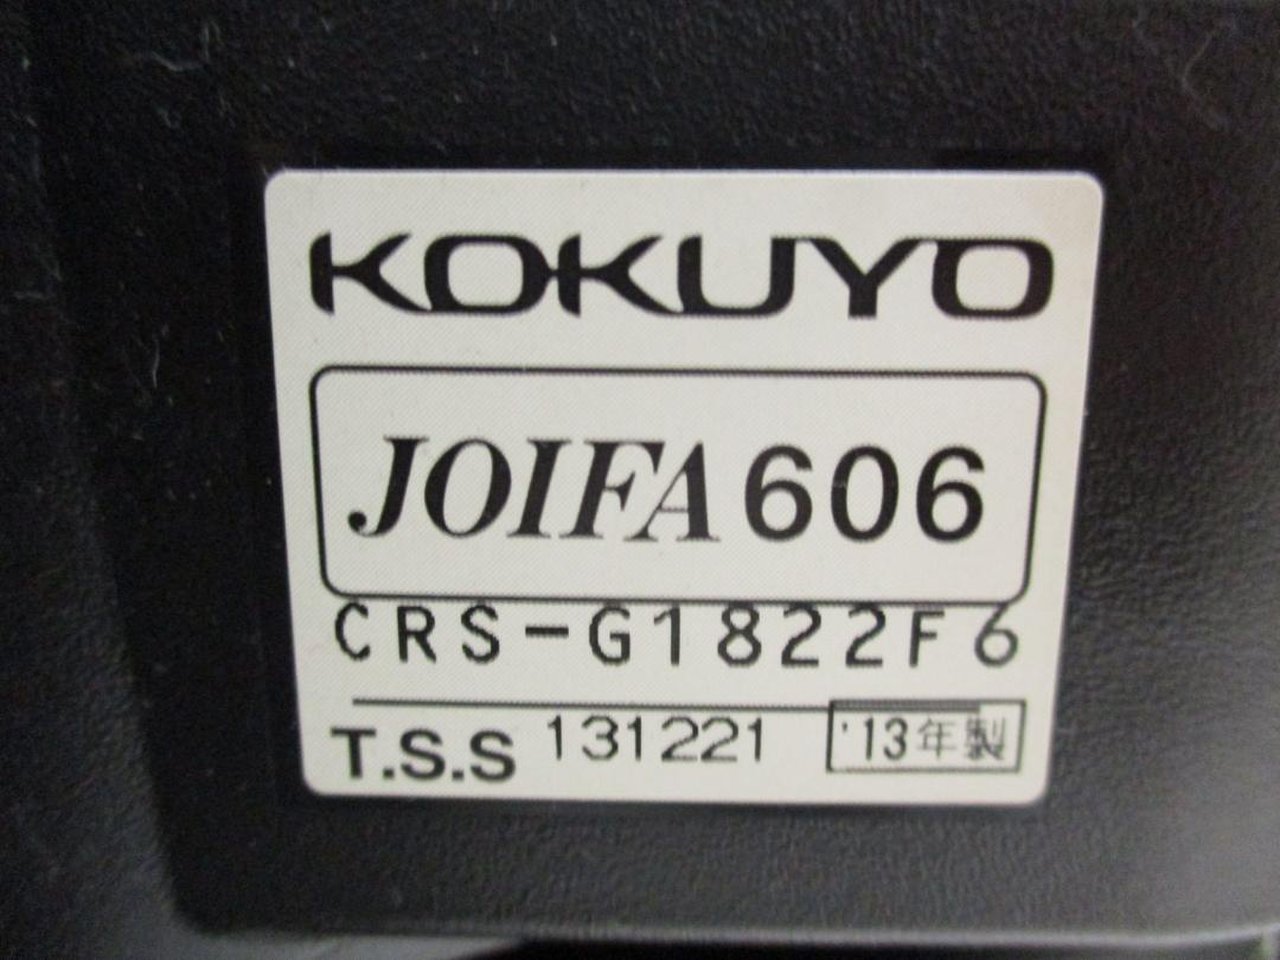 KOKUYO
JOIFA 606
CRS-G1822F6
T.S.S 131221 '13年製